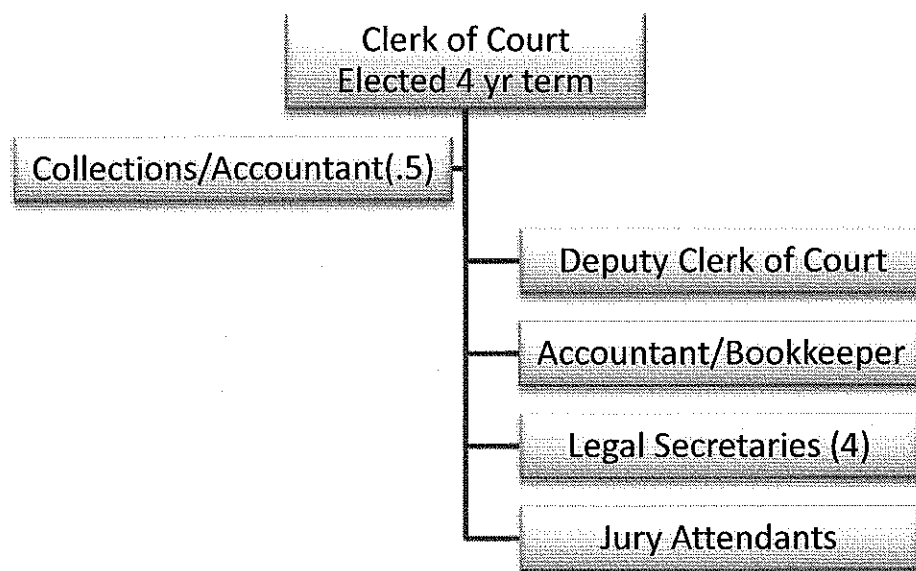 Clerk of Court
Elected 4 yr term
Collections/Accountant(.5)
Deputy Clerk of Court
Accountant/Bookkeeper
Legal Secretaries (4)
Jury Attendants